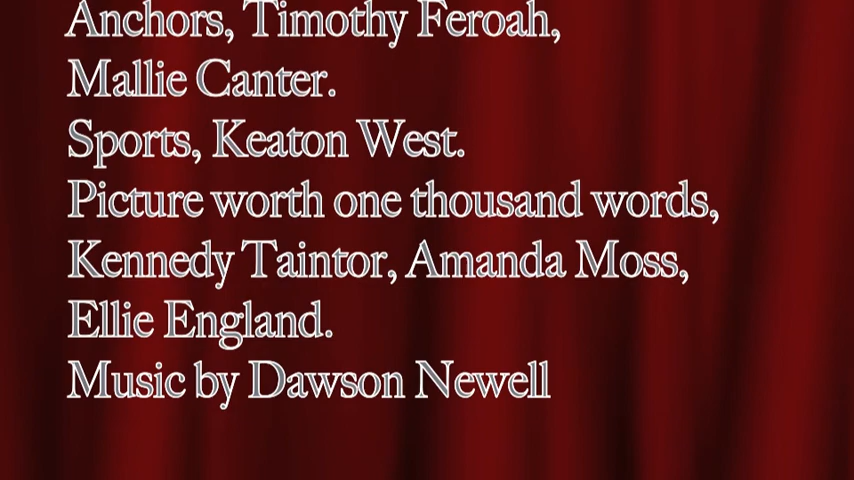 Anchors, Timothy Feroah,
Mallie Canter.
Sports, Keaton West.
Picture worth one thousand words,
Kennedy Taintor, Amanda Moss,
Ellie England.
Music by Dawson Newell